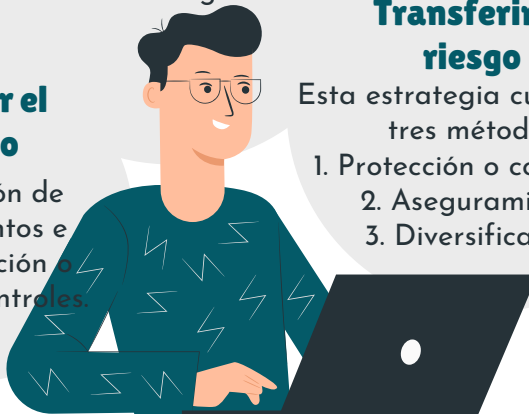 r el
o
ón de
ntos e
ción o
ntroles.
Transferir
riesgo
Esta estrategia cu
tres métod
1. Protección o co
2. Asegurami
3. Diversifica